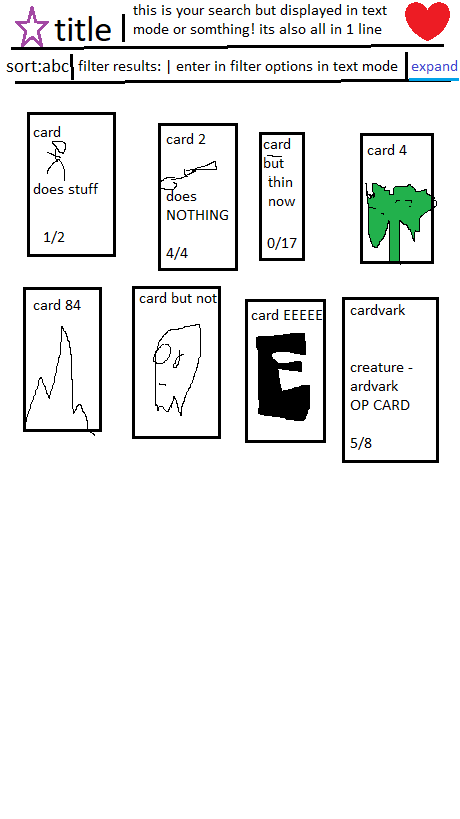 title
this is your search but displayed in text
mode or somthing! its also all in 1 line
sort:abc
filter results: | enter in filter options in text mode
expand
card
does stuff
1/2
card 2
does
NOTHING
4/4
card
but
thin
now
0/17
card 4
card 84
card but not
card EEEEE
E
cardvark
creature -
ardvark
OP CARD
5/8